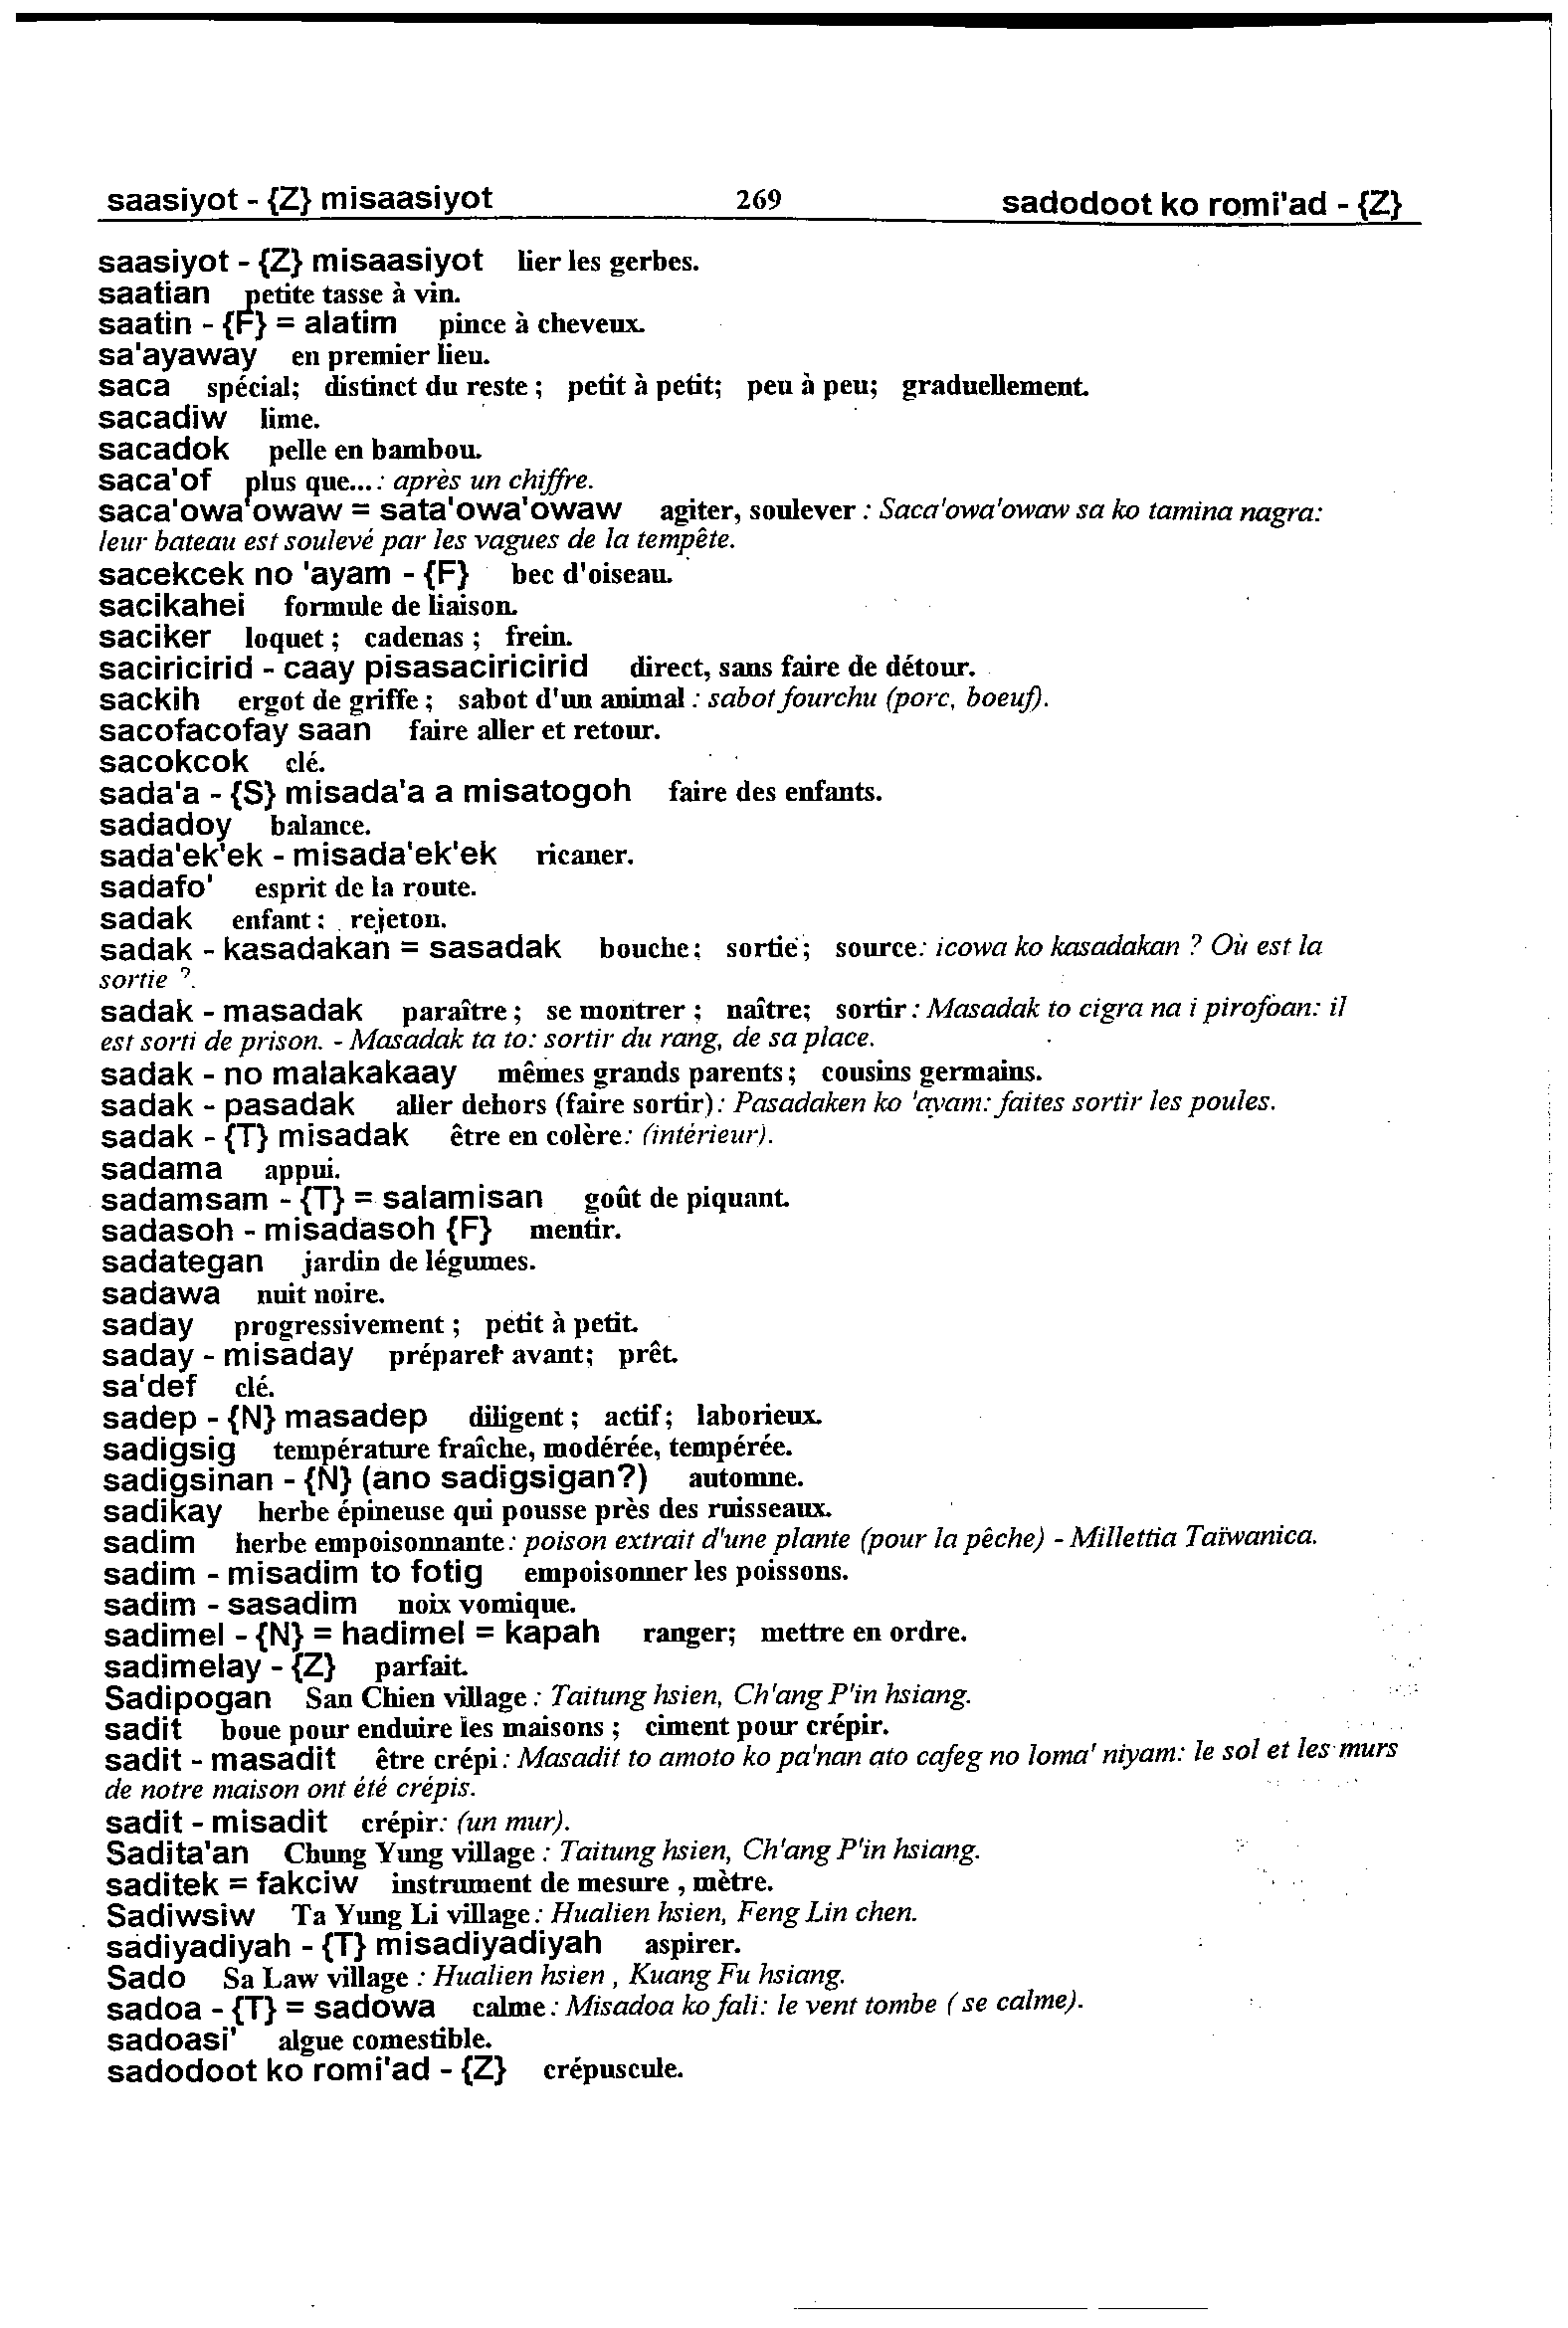 saasiyot - {Z} misaasiyot 269 sadodoot ko romi'ad - {Z}
saasiyot - {Z} misaasiyot lier les gerbes.
saatian petite tasse à vin.
saatin - {F} = alatim pince à cheveux.
sa'ayaway en premier lieu.
saca spécial; distinct du reste ; petit à petit; peu à peu; graduellement.
sacadiw lime.
sacadok pelle en bambou.
saca'of plus que...: après un chiffre.
saca'owa'owaw = sata'owa'owaw agiter, soulever : Saca'owa'owaw sa ko tamina nagra:
leur bateau est soulevé par les vagues de la tempête.
sacekcek no 'ayam - {F} bec d'oiseau.
sacikahei formule de liaison.
saciker loquet ; cadenas ; frein.
saciricirid - caay pisasaciricirid direct, sans faire de détour.
sackih ergot de griffe ; sabot d'un animal : sabot fourchu (porc, boeuf).
sacofacofay saan faire aller et retour.
sacokcok clé.
sada'a - {S} misada'a a misatogoh faire des enfants.
sadadoy balance.
sada'ek'ek - misada'ek'ek ricaner.
sadafo' esprit de la route.
sadak enfant ; rejeton.
sadak - kasadakan = sasadak bouche ; sortie ; source: icowa ko kasadakan ? Où est la
sortie ?.
sadak - masadak paraître ; se montrer ; naître; sortir : Masadak to cigra na i pirofoan: il
est sorti de prison. - Masadak ta to: sortir du rang, de sa place.
sadak - no malakakaay mêmes grands parents ; cousins germains.
sadak - pasadak aller dehors (faire sortir): Pasadaken ko 'ayam: faites sortir les poules.
sadak - {T} misadak être en colère: (intérieur).
sadama appui.
sadamsam - {T} = salamisan goût de piquant.
sadasoh - misadasoh {F} mentir.
sadategan jardin de légumes.
sadawa nuit noire.
saday progressivement ; petit à petit.
saday - misaday préparer avant; prêt.
sa'def clé.
sadep - {N} masadep diligent ; actif ; laborieux.
sadigsig température fraîche, modérée, tempérée.
sadigsinan - {N} (ano sadigsigan?) automne.
sadikay herbe épineuse qui pousse près des ruisseaux.
sadim herbe empoisonnante: poison extrait d'une plante (pour la pêche) - Millettia Taïwanica.
sadim - misadim to fotig empoisonner les poissons.
sadim - sasadim noix vomique.
sadimel - {N} = hadimel = kapah ranger; mettre en ordre.
sadimelay - {Z} parfait.
Sadipogan San Chien village : Taitung hsien, Ch'ang P'in hsiang.
sadit boue pour enduire les maisons ; ciment pour crépir.
sadit - masadit être crépi : Masadit to amoto ko pa'nan ato cafeg no loma' niyam: le sol et les murs
de notre maison ont été crépis.
sadit - misadit crépir: (un mur).
Sadita'an Chung Yung village : Taitung hsien, Ch'ang P'in hsiang.
saditek = fakciw instrument de mesure , mètre.
Sadiwsiw Ta Yung Li village : Hualien hsien, Feng Lin chen.
sadiyadiyah - {T} misadiyadiyah aspirer.
Sado Sa Law village : Hualien hsien , Kuang Fu hsiang.
sadoa - {T} = sadowa calme : Misadoa ko fali: le vent tombe ( se calme).
sadoasi' algue comestible.
sadodoot ko romi'ad - {Z} crépuscule.